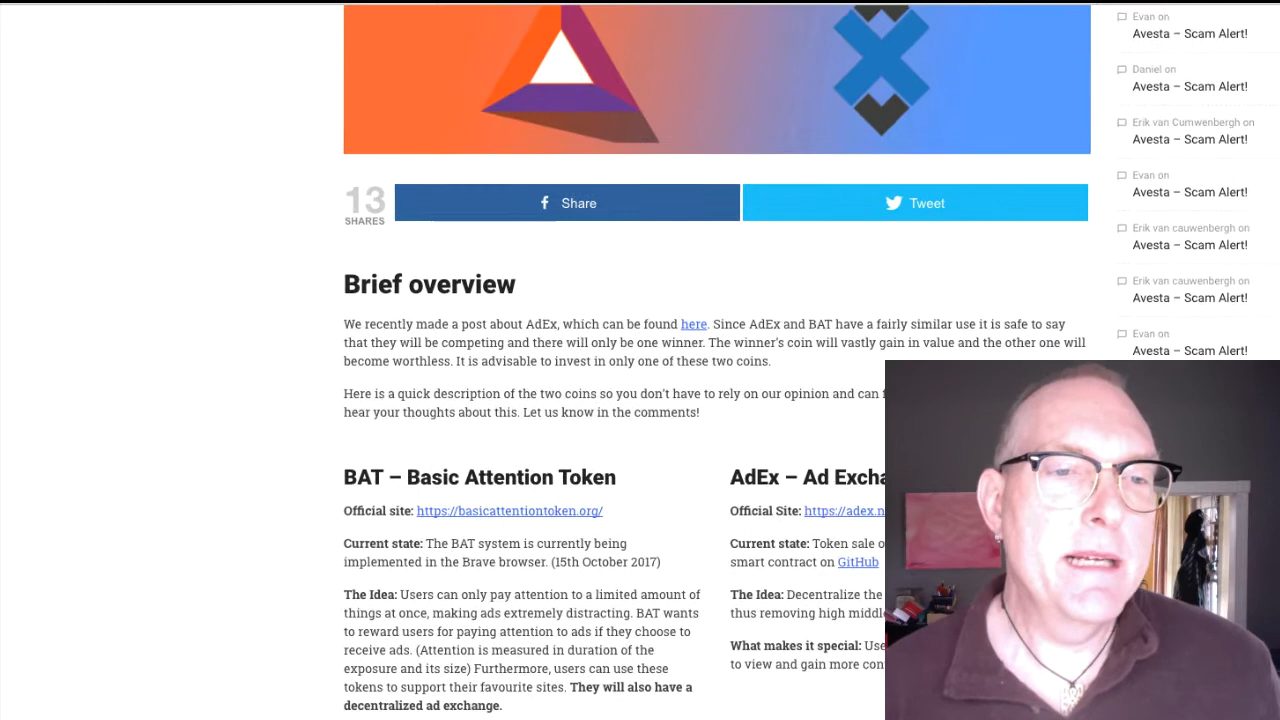 13
SHARES
Share
Tweet
Brief overview
We recently made a post about AdEx, which can be found here. Since AdEx and BAT have a fairly similar use it is safe to say
that they will be competing and there will only be one winner. The winner's coin will vastly gain in value and the other one will
become worthless. It is advisable to invest in only one of these two coins.
Here is a quick description of the two coins so you don't have to rely on our opinion and can
hear your thoughts about this. Let us know in the comments!
BAT – Basic Attention Token
Official site: https://basicattentiontoken.org/
Current state: The BAT system is currently being
implemented in the Brave browser. (15th October 2017)
The Idea: Users can only pay attention to a limited amount of
things at once, making ads extremely distracting. BAT wants
to reward users for paying attention to ads if they choose to
receive ads. (Attention is measured in duration of the
exposure and its size) Furthermore, users can use these
tokens to support their favourite sites. They will also have a
decentralized ad exchange.
AdEx – Ad Excha
Official Site: https://adex.n
Current state: Token sale o
smart contract on GitHub
The Idea: Decentralize the
thus removing high middl
What makes it special: Use
to view and gain more con
Evan on
Avesta – Scam Alert!
Daniel on
Avesta – Scam Alert!
Erik van Cumwenbergh on
Avesta – Scam Alert!
Evan on
Avesta – Scam Alert!
Erik van cauwenbergh on
Avesta – Scam Alert!
Erik van cauwenbergh on
Avesta – Scam Alert!
Evan on
Avesta – Scam Alert!